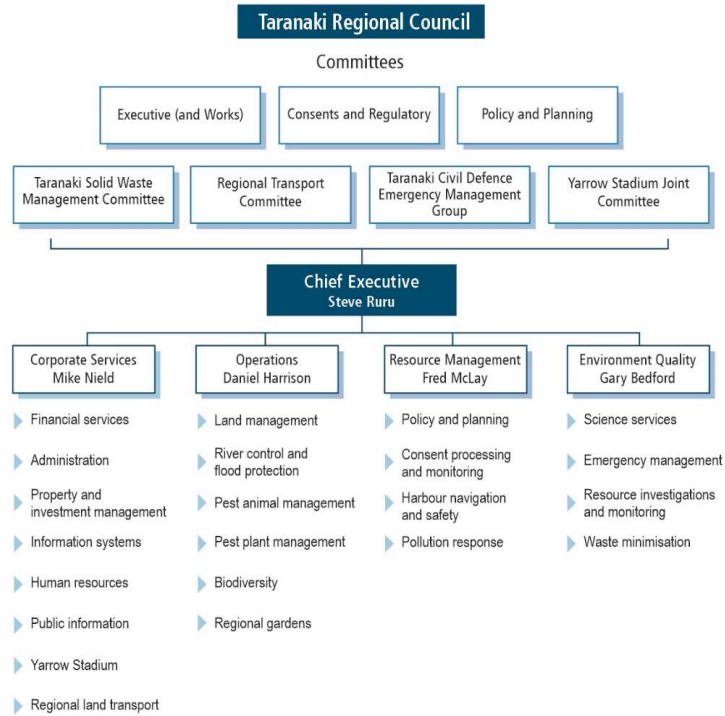 Taranaki Regional Council
Committees
Executive (and Works)
Consents and Regulatory
Policy and Planning
Taranaki Solid Waste
Management Committee
Regional Transport
Committee
Taranaki Civil Defence
Emergency Management
Group
Yarrow Stadium Joint
Committee
Chief Executive
Steve Ruru
Corporate Services
Mike Nield
Financial services
Administration
Property and
investment management
Information systems
Human resources
Public information
Yarrow Stadium
Regional land transport
Operations
Daniel Harrison
Land management
River control and
flood protection
Pest animal management
Pest plant management
Biodiversity
Regional gardens
Resource Management
Fred McLay
Policy and planning
Consent processing
and monitoring
Harbour navigation
and safety
Pollution response
Environment Quality
Gary Bedford
Science services
Emergency management
Resource investigations
and monitoring
Waste minimisation